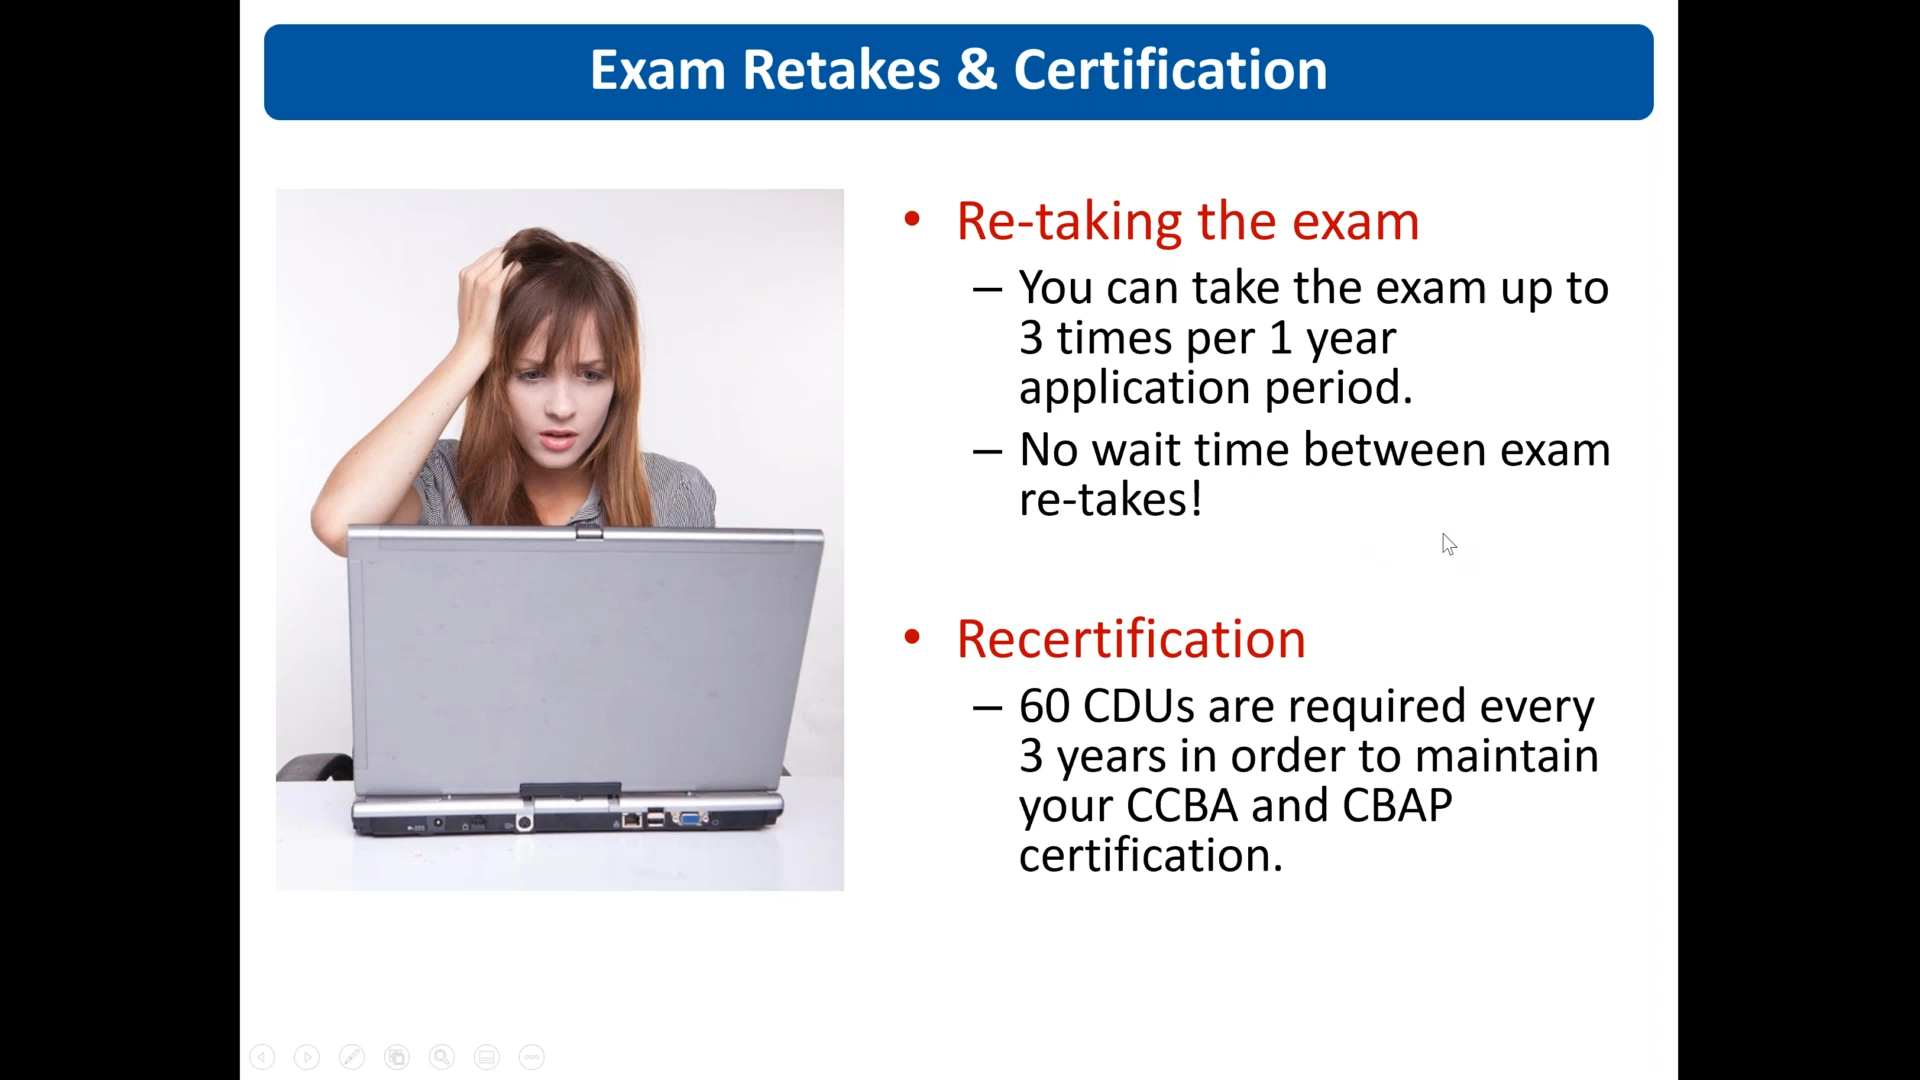 Exam Retakes & Certification
• Re-taking the exam
– You can take the exam up to
3 times per 1 year
application period.
– No wait time between exam
re-takes!
• Recertification
– 60 CDUs are required every
3 years in order to maintain
your CCBA and CBAP
certification.